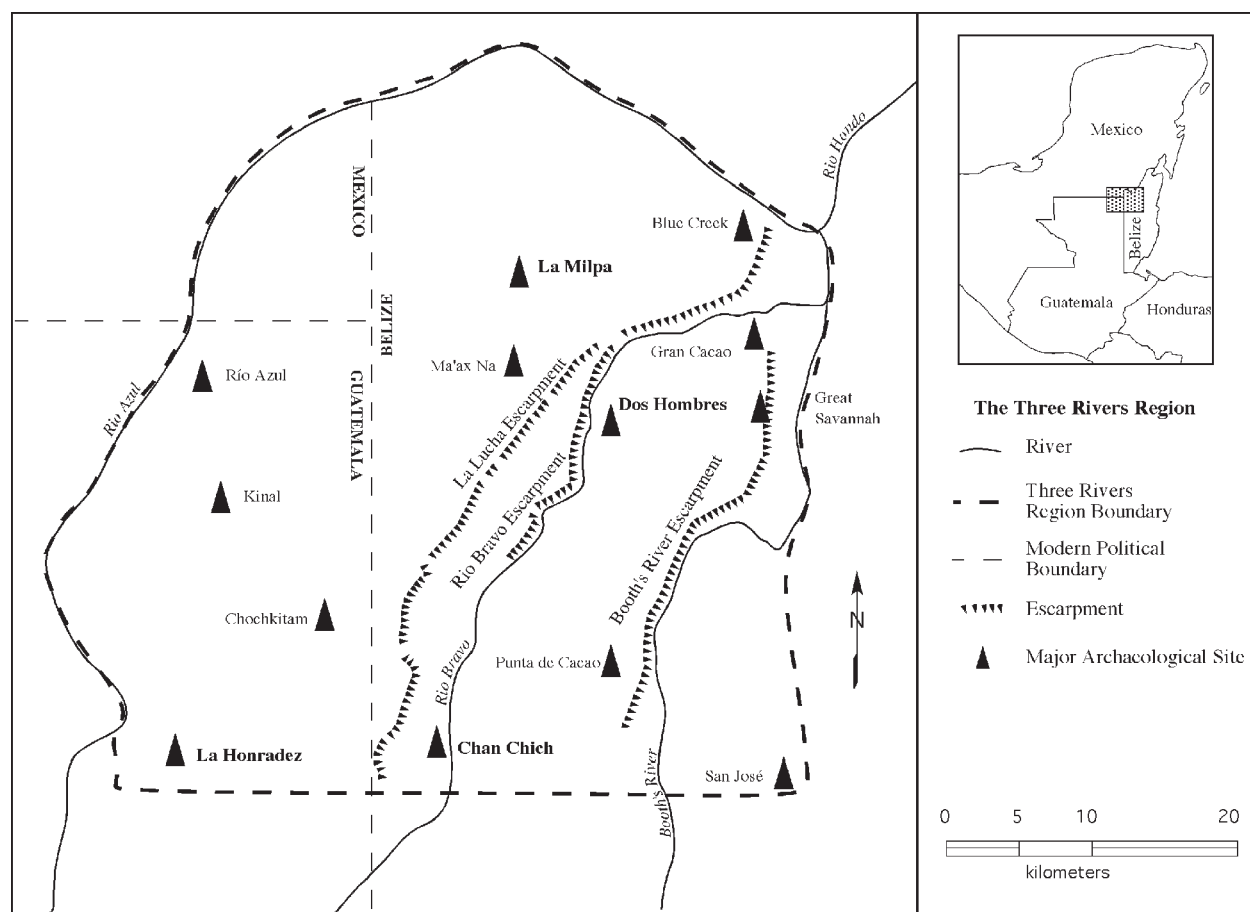 Rio Hondo
Blue Creek
MEXICO
La Milpa
BELIZE
Gran Cacao
Ma'ax Na
Río Azul
GUATEMALA
Dos Hombres
Great
Savannah
Rio Azul
La Lucha Escarpment
Kinal
Rio Bravo Escarpment
Booth's River Escarpment
Chochkitam
Punta de Cacao
Rio Bravo
La Honradez
Chan Chich
San José
Booth's River
N
Mexico
Belize
Guatemala
Honduras
The Three Rivers Region
River
Three Rivers
Region Boundary
Modern Political
Boundary
Escarpment
Major Archaeological Site
0 5 10 20
kilometers